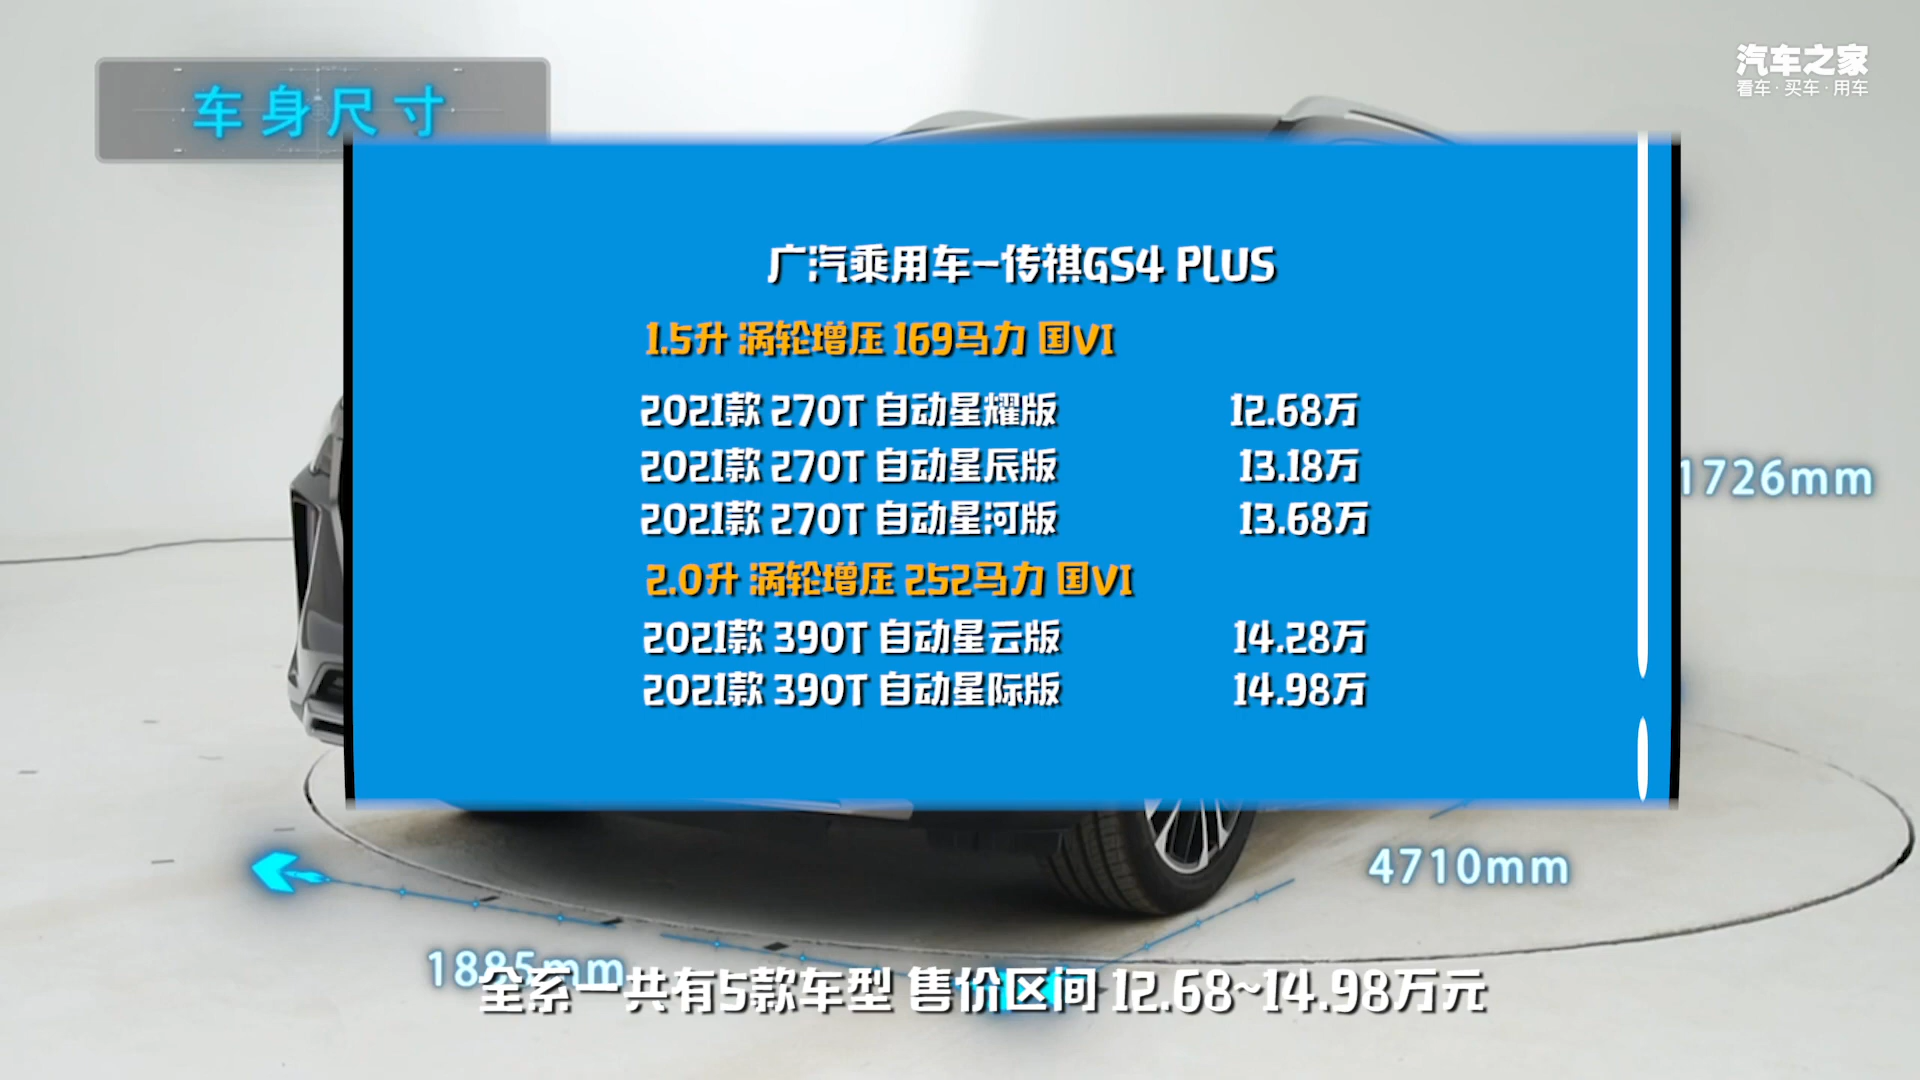 汽车之家
看车·买车·用车
车身尺寸
广汽乘用车-传祺GS4 PLUS
1.5升 涡轮增压 169马力 国VI
2021款 270T 自动星耀版 12.68万
2021款 270T 自动星辰版 13.18万
1726mm
2021款 270T 自动星河版 13.68万
2.0升 涡轮增压 252马力 国VI
2021款 390T 自动星云版 14.28万
2021款 390T 自动星际版 14.98万
4710mm
1885mm
全系一共有5款车型 售价区间 12.68~14.98万元